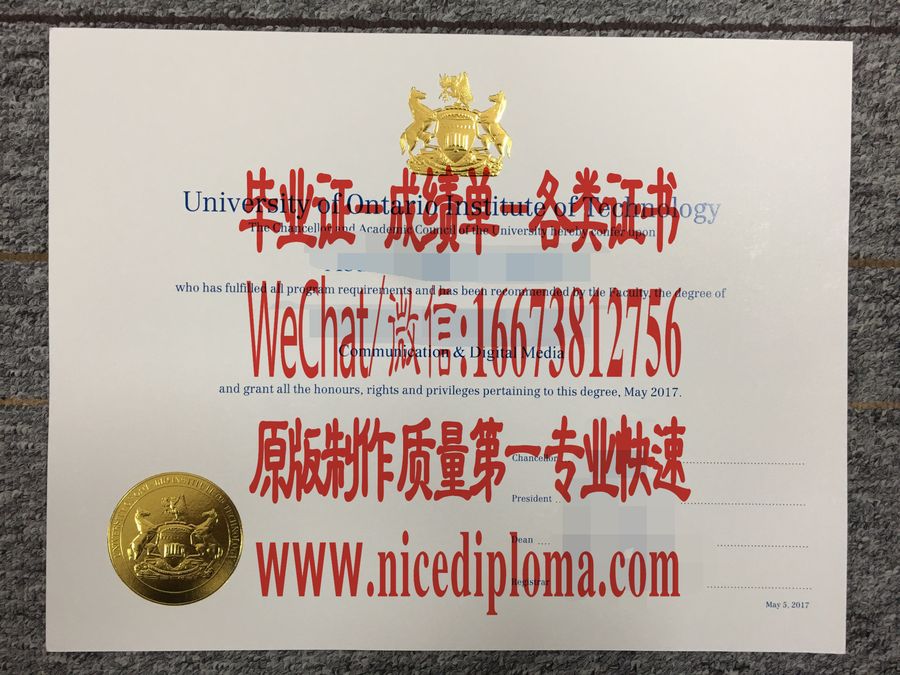 University of Ontario Institute of Technology
毕业证—成绩单—各类证书
The Chancellor and Academic Council of the University hereby confer upon
who has fulfilled all program requirements and has been recommended by the Faculty, the degree of
WeChat/微信:16673812756
Communication & Digital Media
and grant all the honours, rights and privileges pertaining to this degree, May 2017.
原版制作质量第一专业快速
Chancellor
President
Dean
www.nicediploma.com
Registrar
May 5, 2017